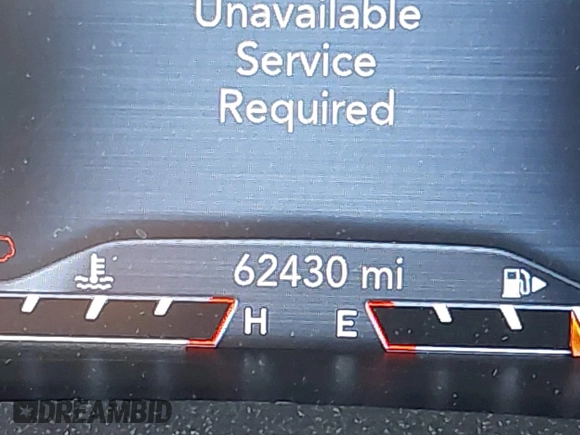 Unavailable
Service
Required
62430 mi
H E
DREAMBID